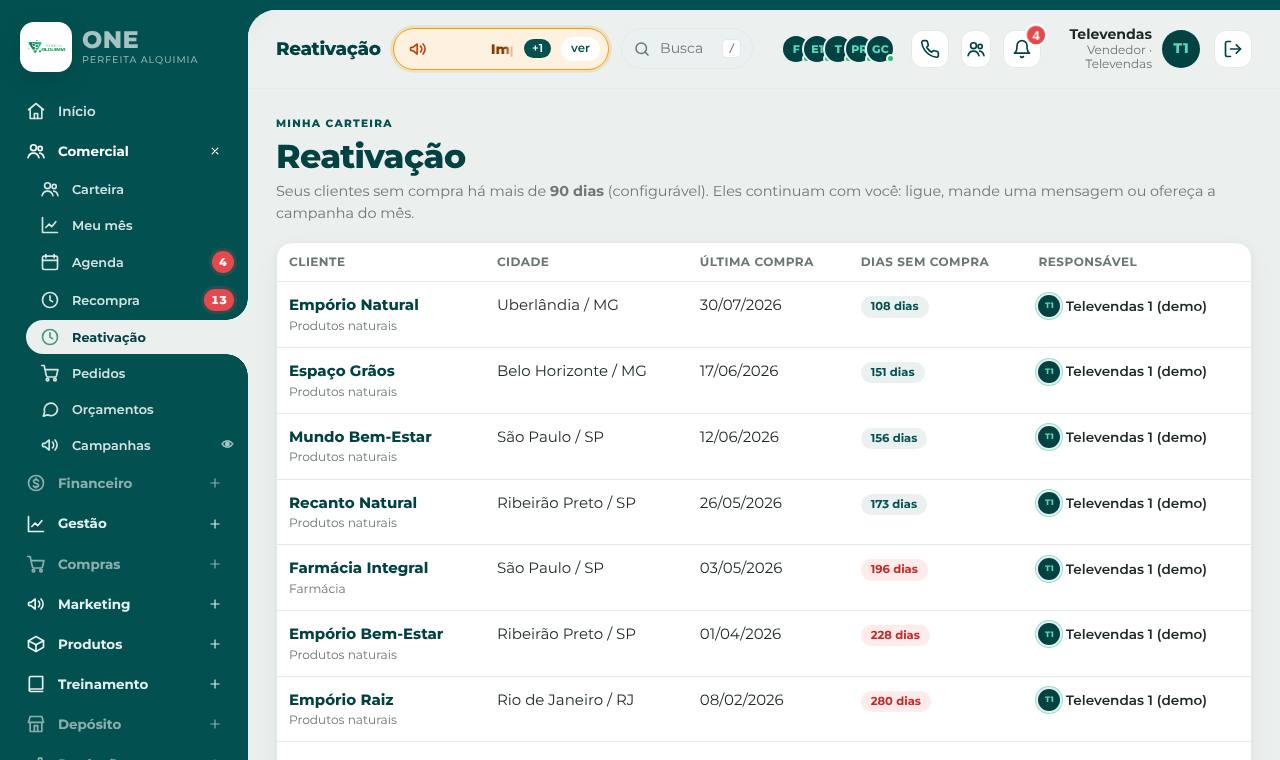 ONE
PERFEITA ALQUIMIA
Início
Comercial
Carteira
Meu mês
Agenda 4
Recompra 13
Reativação
Pedidos
Orçamentos
Campanhas
Financeiro
Gestão
Compras
Marketing
Produtos
Treinamento
Depósito
Reativação
+1 ver
Busca /
F T GC
4
Televendas
Vendedor ·
Televendas
T1
MINHA CARTEIRA
Reativação
Seus clientes sem compra há mais de 90 dias (configurável). Eles continuam com você: ligue, mande uma mensagem ou ofereça a
campanha do mês.
CLIENTE CIDADE ÚLTIMA COMPRA DIAS SEM COMPRA RESPONSÁVEL
Empório Natural Uberlândia / MG 30/07/2026 108 dias T1 Televendas 1 (demo)
Produtos naturais
Espaço Grãos Belo Horizonte / MG 17/06/2026 151 dias T1 Televendas 1 (demo)
Produtos naturais
Mundo Bem-Estar São Paulo / SP 12/06/2026 156 dias T1 Televendas 1 (demo)
Produtos naturais
Recanto Natural Ribeirão Preto / SP 26/05/2026 173 dias T1 Televendas 1 (demo)
Produtos naturais
Farmácia Integral São Paulo / SP 03/05/2026 196 dias T1 Televendas 1 (demo)
Farmácia
Empório Bem-Estar Ribeirão Preto / SP 01/04/2026 228 dias T1 Televendas 1 (demo)
Produtos naturais
Empório Raiz Rio de Janeiro / RJ 08/02/2026 280 dias T1 Televendas 1 (demo)
Produtos naturais